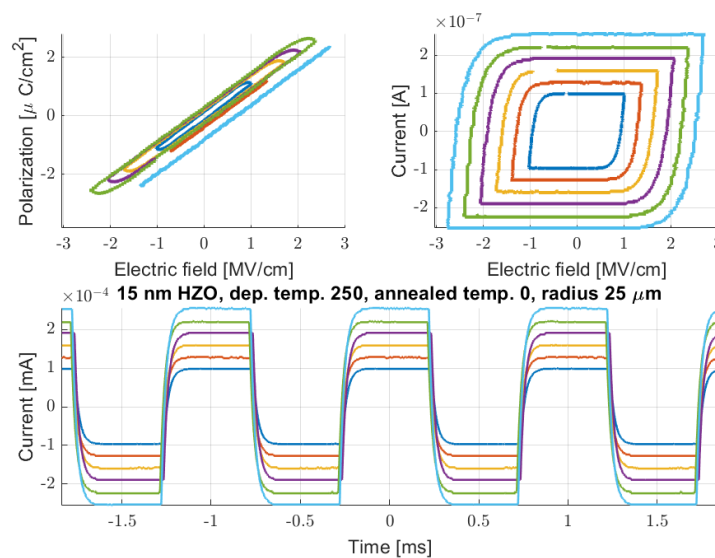 ×10⁻⁷
2
0
-2
Polarization [μ C/cm²]
-3 -2 -1 0 1 2 3
Electric field [MV/cm]
2
1
0
-1
-2
Current [A]
-3 -2 -1 0 1 2 3
Electric field [MV/cm]
×10⁻⁴ 15 nm HZO, dep. temp. 250, annealed temp. 0, radius 25 μm
2
1
0
-1
-2
Current [mA]
-1.5 -1 -0.5 0 0.5 1 1.5
Time [ms]